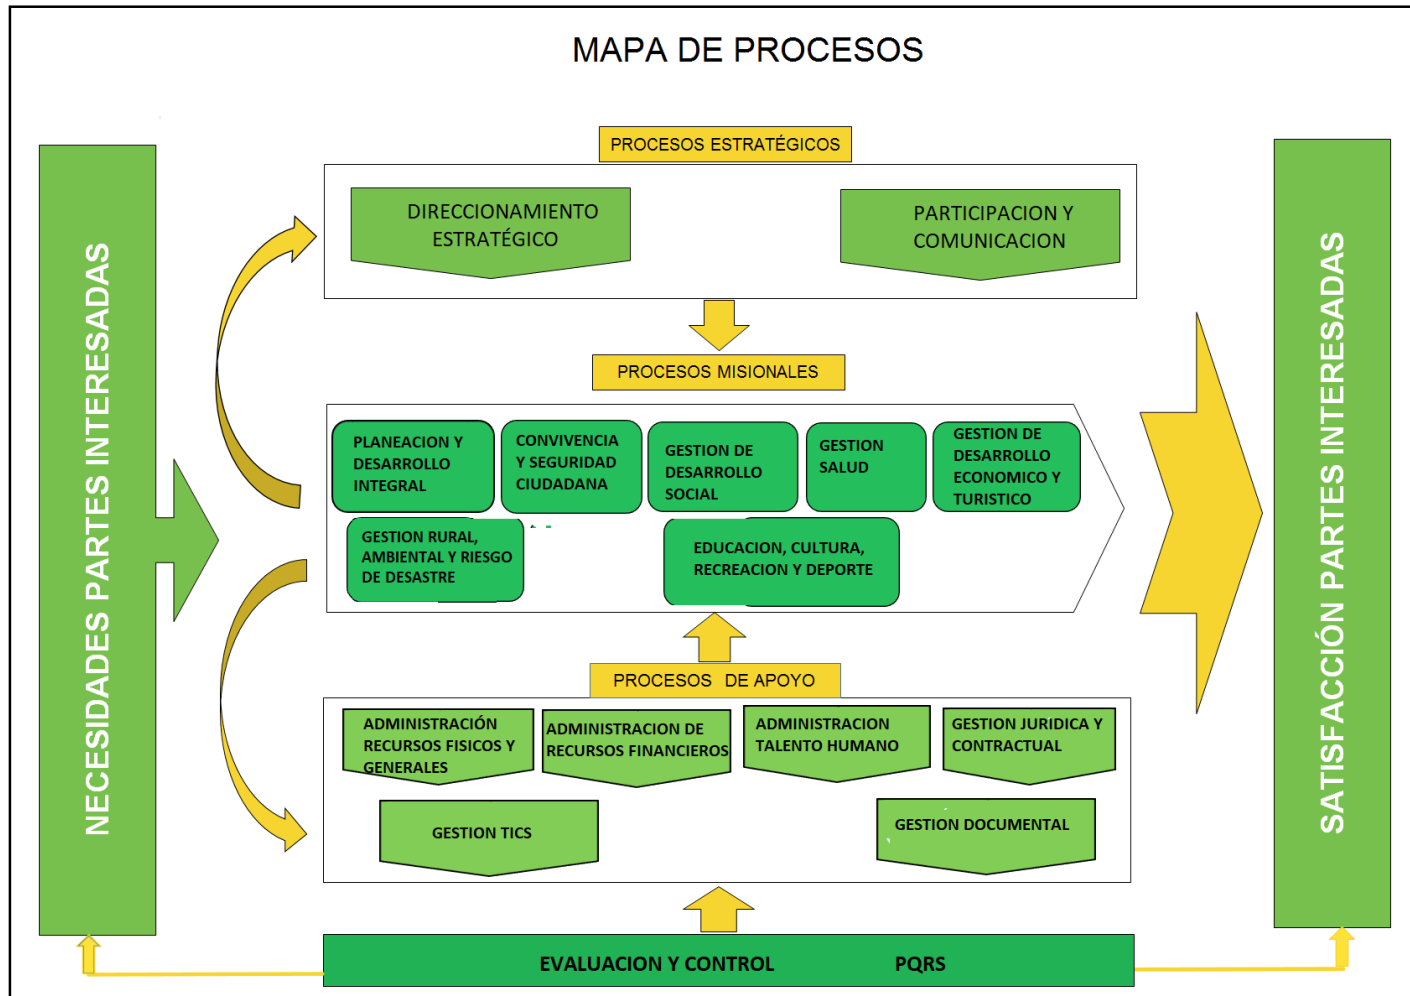 MAPA DE PROCESOS
NECESIDADES PARTES INTERESADAS
PROCESOS ESTRATÉGICOS
DIRECCIONAMIENTO
ESTRATÉGICO
PARTICIPACION Y
COMUNICACION
PROCESOS MISIONALES
PLANEACION Y
DESARROLLO
INTEGRAL
CONVIVENCIA
Y SEGURIDAD
CIUDADANA
GESTION DE
DESARROLLO
SOCIAL
GESTION
SALUD
GESTION DE
DESARROLLO
ECONOMICO Y
TURISTICO
GESTION RURAL,
AMBIENTAL Y RIESGO
DE DESASTRE
EDUCACION, CULTURA,
RECREACION Y DEPORTE
PROCESOS DE APOYO
ADMINISTRACIÓN
RECURSOS FISICOS Y
GENERALES
ADMINISTRACION DE
RECURSOS FINANCIEROS
ADMINISTRACION
TALENTO HUMANO
GESTION JURIDICA Y
CONTRACTUAL
GESTION TICS
GESTION DOCUMENTAL
EVALUACION Y CONTROL PQRS
SATISFACCIÓN PARTES INTERESADAS